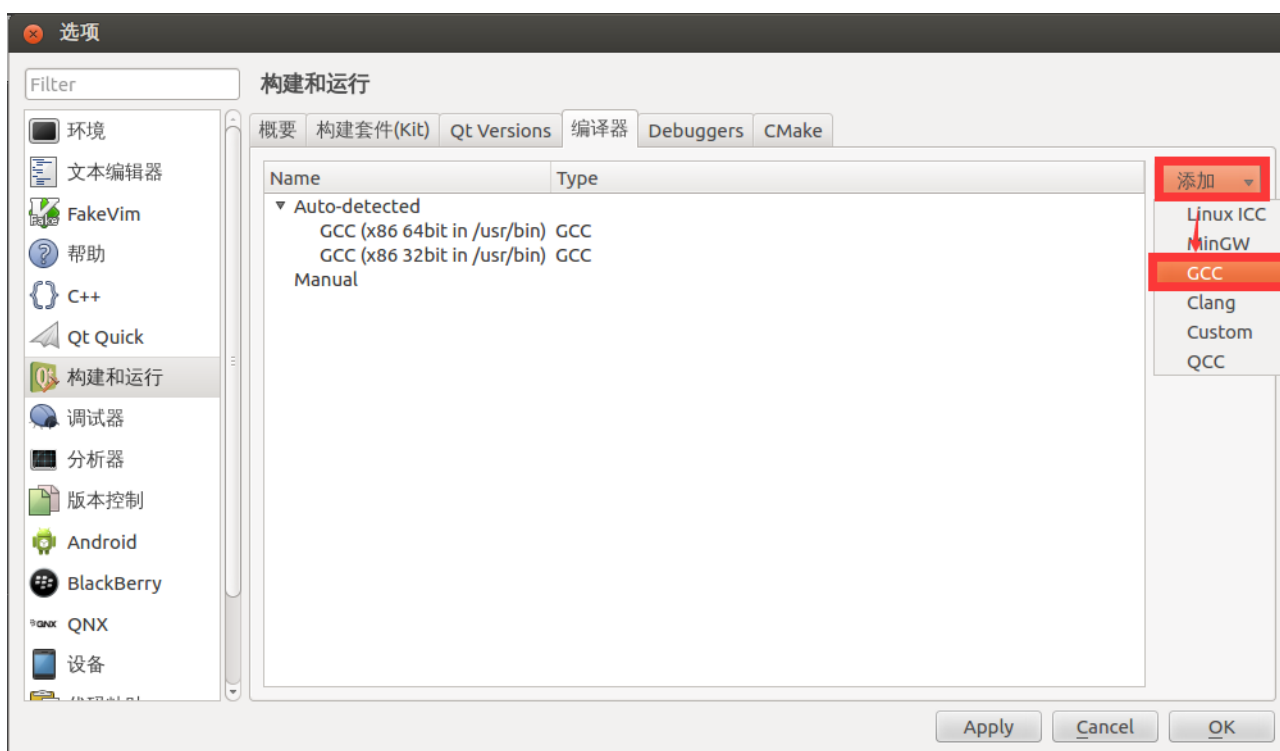 选项
Filter
构建和运行
环境
文本编辑器
FakeVim
帮助
C++
Qt Quick
构建和运行
调试器
分析器
版本控制
Android
BlackBerry
QNX
设备
概要 构建套件(Kit) Qt Versions 编译器 Debuggers CMake
Name Type
Auto-detected
GCC (x86 64bit in /usr/bin) GCC
GCC (x86 32bit in /usr/bin) GCC
Manual
添加
Linux ICC
MinGW
GCC
Clang
Custom
QCC
Apply Cancel OK